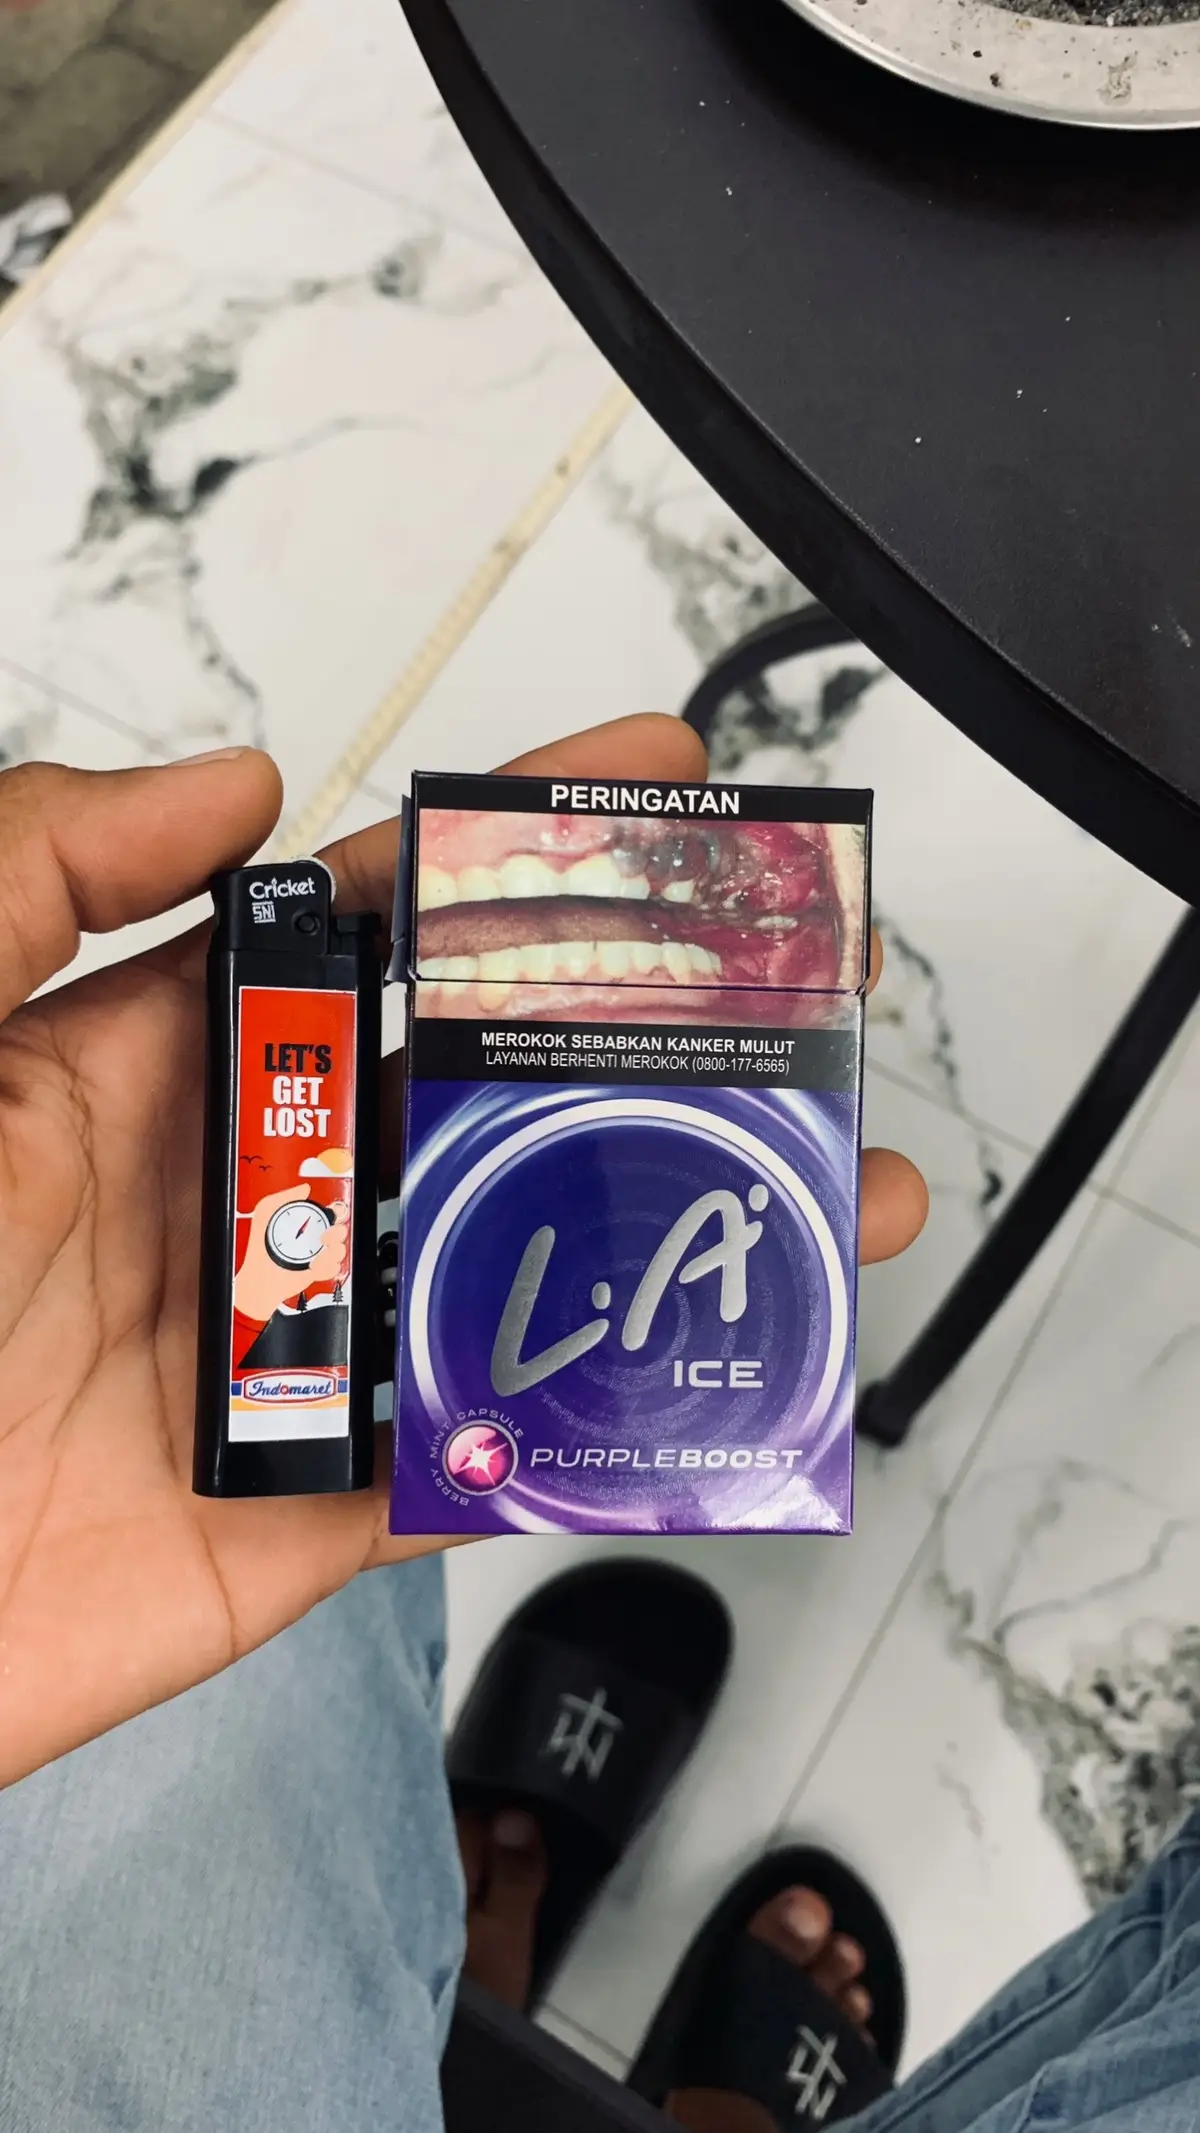 PERINGATAN
MEROKOK SEBABKAN KANKER MULUT
LAYANAN BERHENTI MEROKOK (0800-177-6565)
L.A
ICE
BERRY MINT CAPSULE
PURPLEBOOST
Cricket
SNI
LET'S
GET
LOST
Indomaret